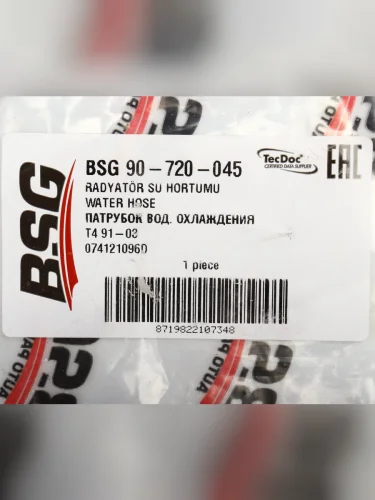 BSG
BSG 90-720-045
TecDoc
CERTIFIED DATA SUPPLIER
EAC
RADYATÖR SU HORTUMU
WATER HOSE
ПАТРУБОК ВОД. ОХЛАЖДЕНИЯ
T4 91-03
074121096D
1 piece
8719822107348